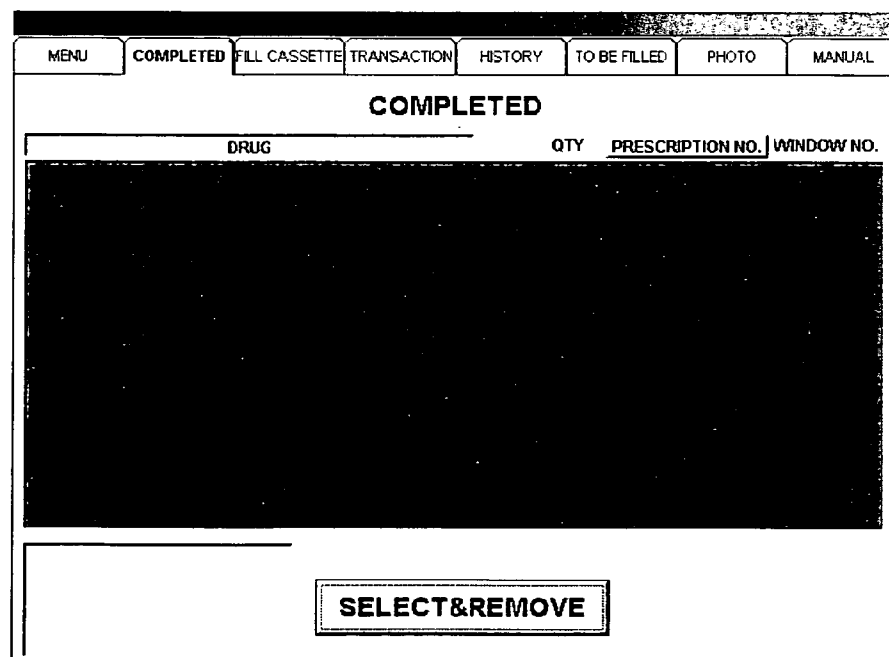 MENU COMPLETED FILL CASSETTE TRANSACTION HISTORY TO BE FILLED PHOTO MANUAL
COMPLETED
DRUG QTY PRESCRIPTION NO. WINDOW NO.
SELECT&REMOVE